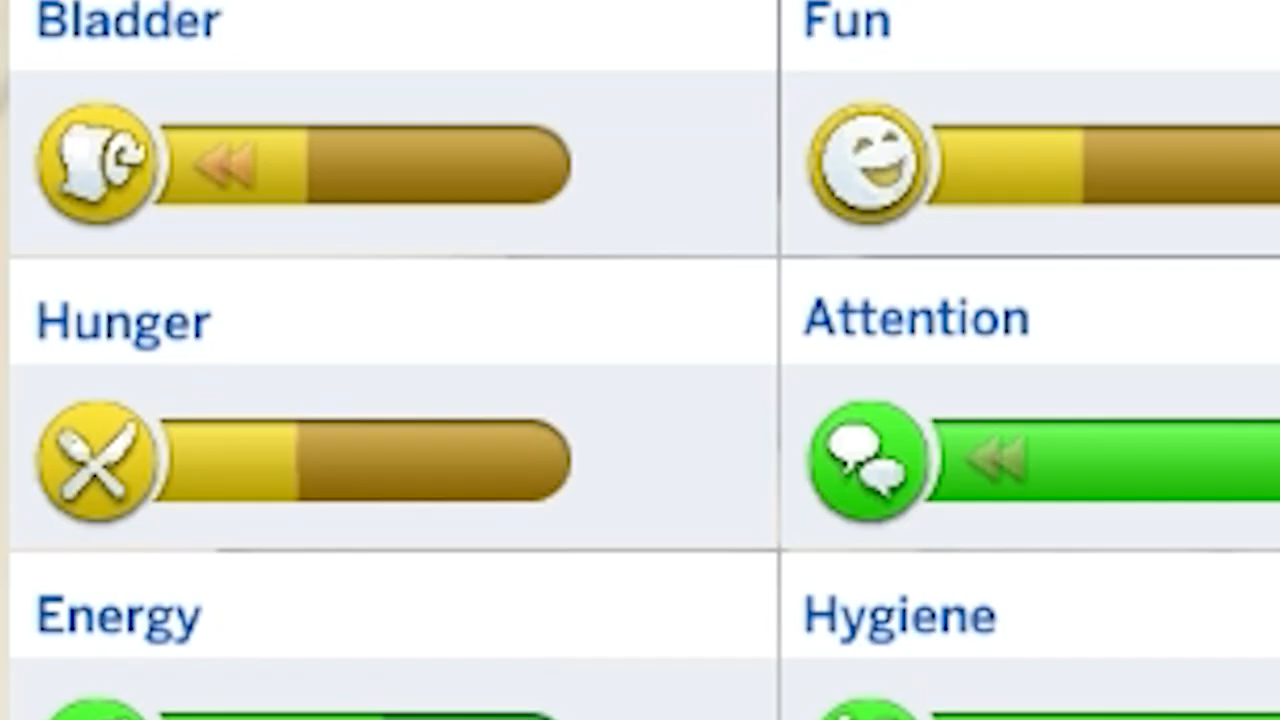 Bladder
Fun
Hunger
Attention
Energy
Hygiene